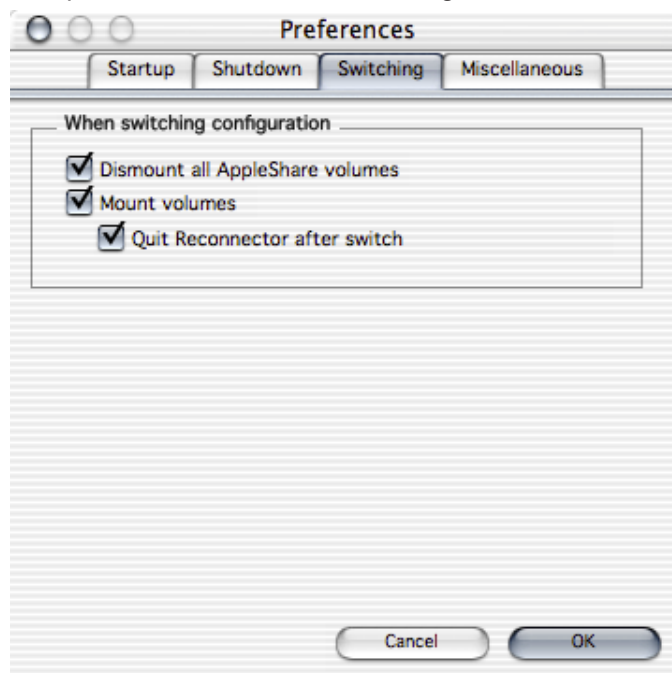 Preferences
Startup Shutdown Switching Miscellaneous
When switching configuration
Dismount all AppleShare volumes
Mount volumes
Quit Reconnector after switch
Cancel OK